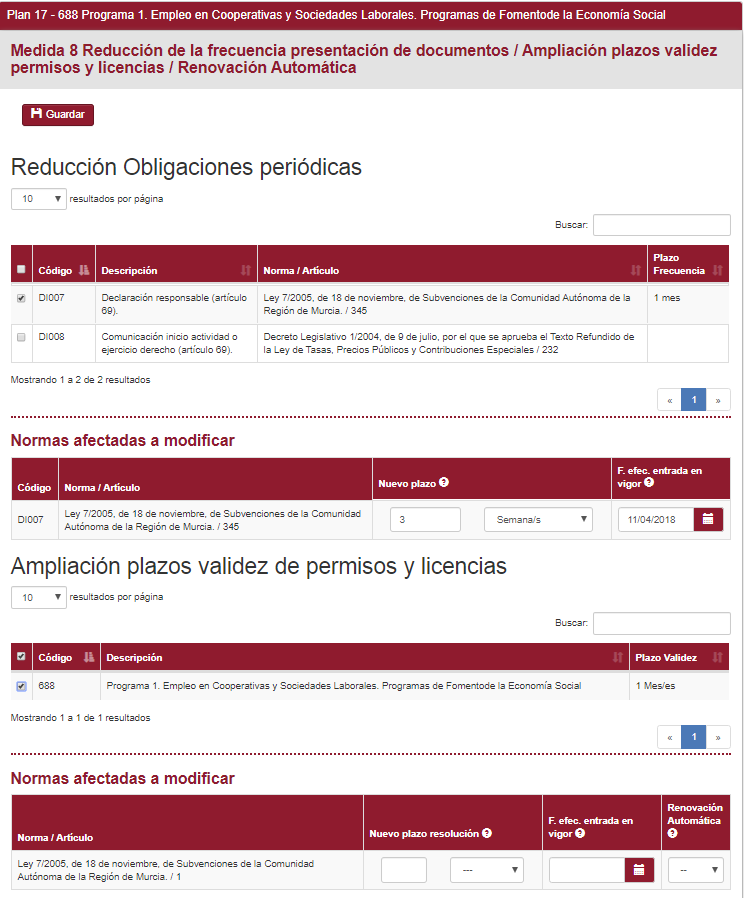 Plan 17 - 688 Programa 1. Empleo en Cooperativas y Sociedades Laborales. Programas de Fomentode la Economía Social
Medida 8 Reducción de la frecuencia presentación de documentos / Ampliación plazos validez
permisos y licencias / Renovación Automática
Guardar
Reducción Obligaciones periódicas
10 resultados por página
Buscar:
Código Descripción Norma / Artículo Plazo
Frecuencia
DI007 Declaración responsable (artículo Ley 7/2005, de 18 de noviembre, de Subvenciones de la Comunidad Autónoma de la 1 mes
69). Región de Murcia. / 345
DI008 Comunicación inicio actividad o Decreto Legislativo 1/2004, de 9 de julio, por el que se aprueba el Texto Refundido de
ejercicio derecho (artículo 69). la Ley de Tasas, Precios Públicos y Contribuciones Especiales / 232
Mostrando 1 a 2 de 2 resultados
« 1 »
Normas afectadas a modificar
Código Norma / Artículo Nuevo plazo F. efec. entrada en
vigor
DI007 Ley 7/2005, de 18 de noviembre, de Subvenciones de la Comunidad 3 Semana/s 11/04/2018
Autónoma de la Región de Murcia. / 345
Ampliación plazos validez de permisos y licencias
10 resultados por página
Buscar:
Código Descripción Plazo Validez
688 Programa 1. Empleo en Cooperativas y Sociedades Laborales. Programas de Fomentode la Economía Social 1 Mes/es
Mostrando 1 a 1 de 1 resultados
« 1 »
Normas afectadas a modificar
Norma / Artículo Nuevo plazo resolución F. efec. entrada en Renovación
vigor Automática
Ley 7/2005, de 18 de noviembre, de Subvenciones de la Comunidad --- --
Autónoma de la Región de Murcia. / 1